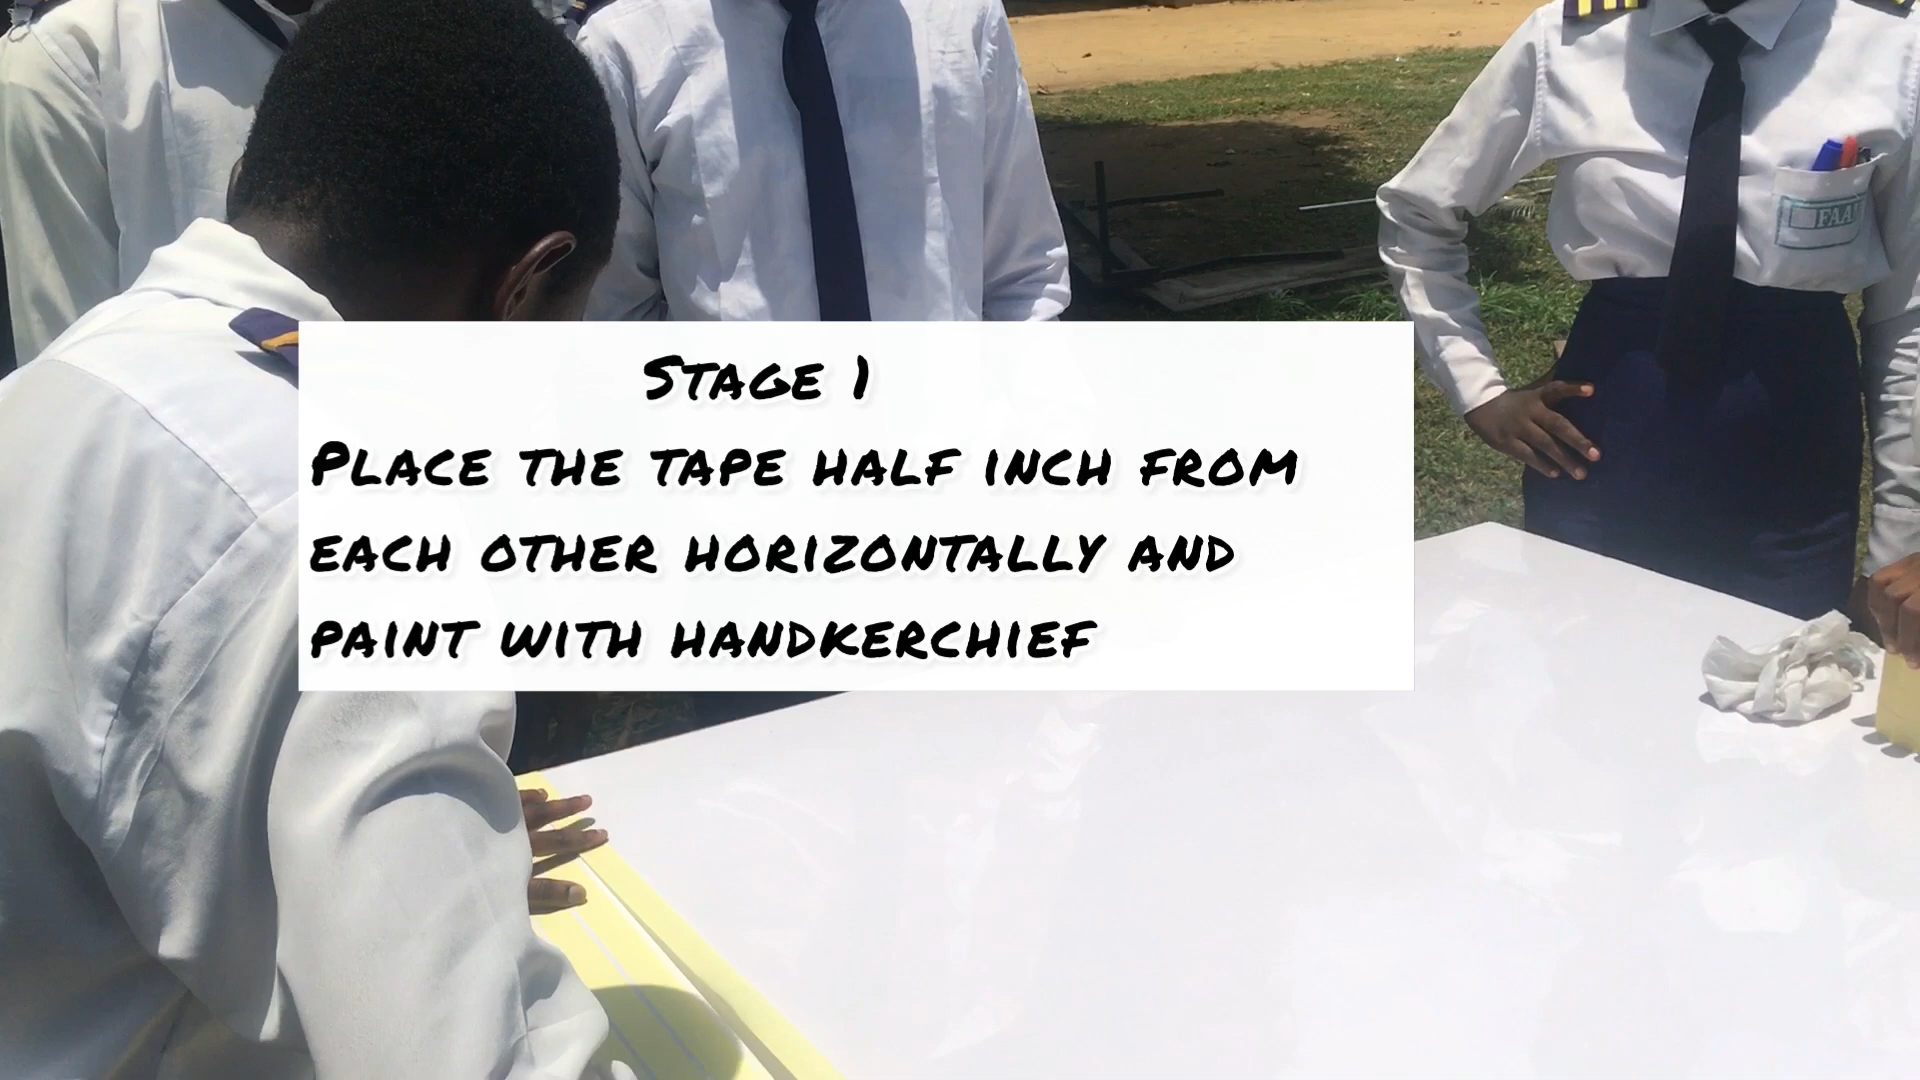 Stage 1
Place the tape half inch from
each other horizontally and
paint with handkerchief